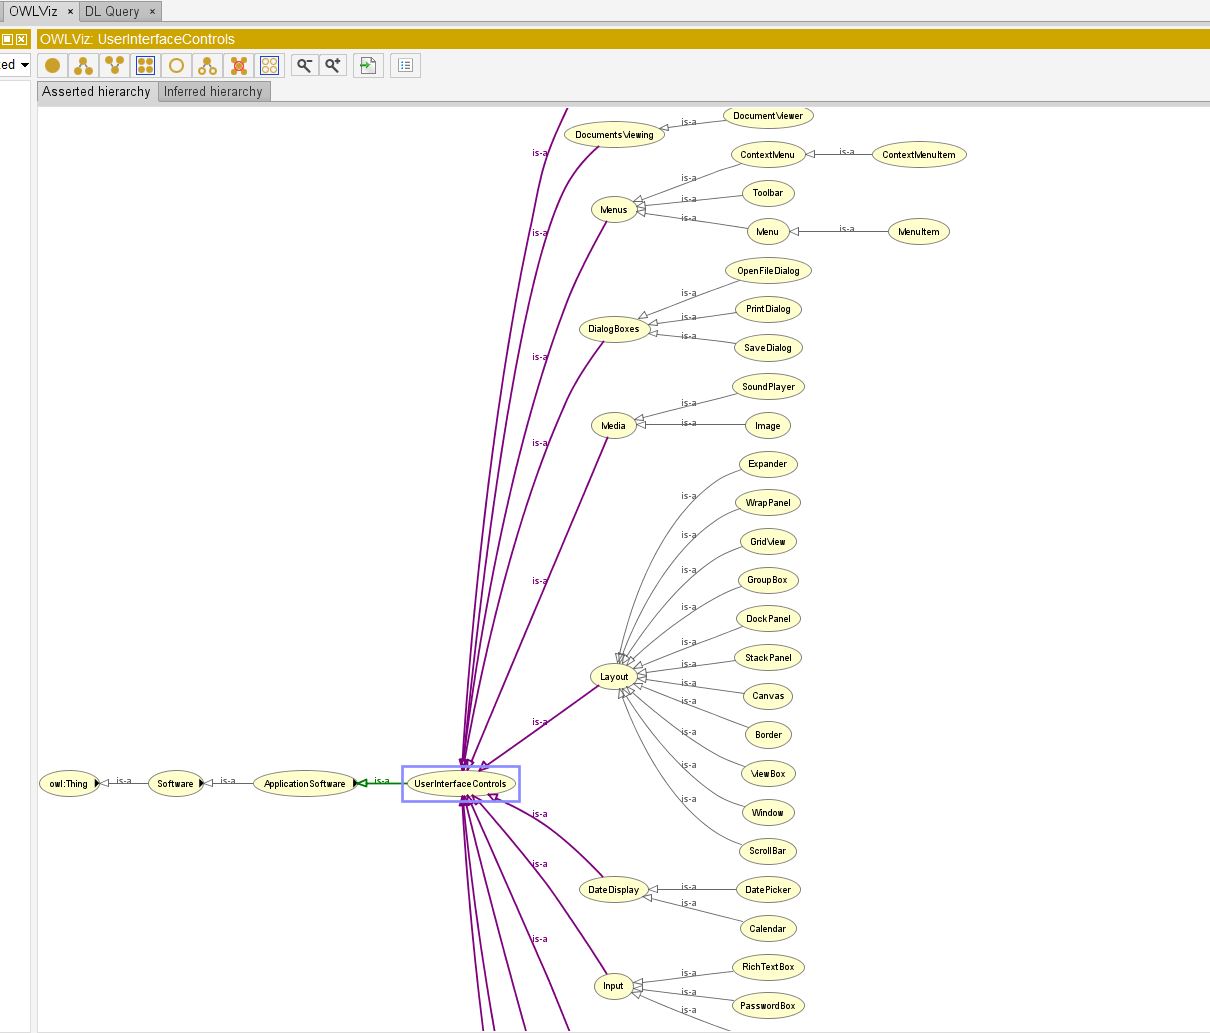 OWLViz × DL Query ×
OWLViz: UserInterfaceControls
Asserted hierarchy Inferred hierarchy
is-a
DocumentsViewing
is-a
DocumentViewer
Menus
is-a
ContextMenu
is-a
ContextMenuItem
is-a
Toolbar
is-a
is-a
Menu
is-a
MenuItem
DialogBoxes
is-a
OpenFileDialog
is-a
PrintDialog
is-a
is-a
SaveDialog
is-a
Media
is-a
SoundPlayer
is-a
Image
is-a
Layout
is-a
Expander
is-a
WrapPanel
is-a
GridView
is-a
GroupBox
is-a
DockPanel
is-a
StackPanel
is-a
Canvas
is-a
Border
is-a
ViewBox
is-a
Window
is-a
ScrollBar
is-a
owl:Thing
is-a
Software
is-a
ApplicationSoftware
is-a
UserInterfaceControls
is-a
DateDisplay
is-a
DatePicker
is-a
Calendar
is-a
is-a
Input
is-a
RichTextBox
is-a
PasswordBox
is-a